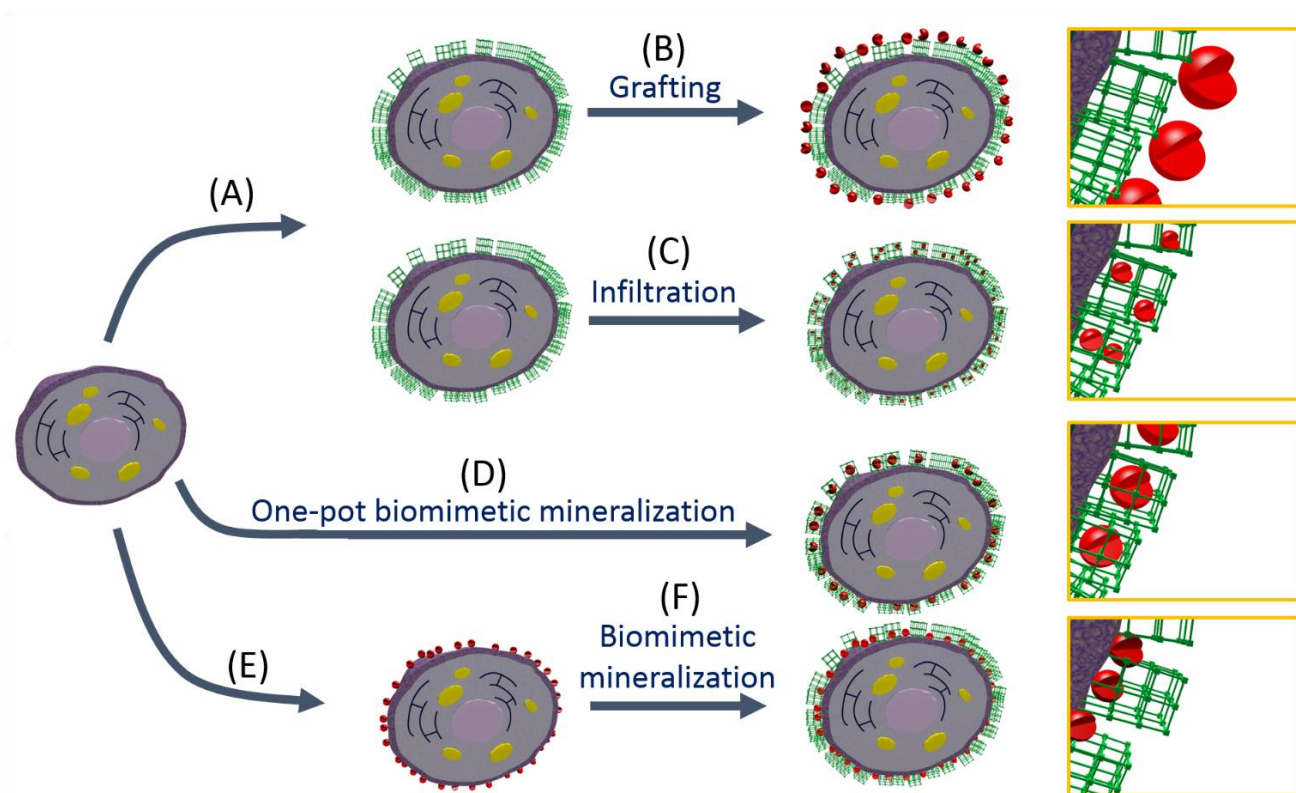 (B)
Grafting
(A)
(C)
Infiltration
(D)
One-pot biomimetic mineralization
(E)
(F)
Biomimetic
mineralization